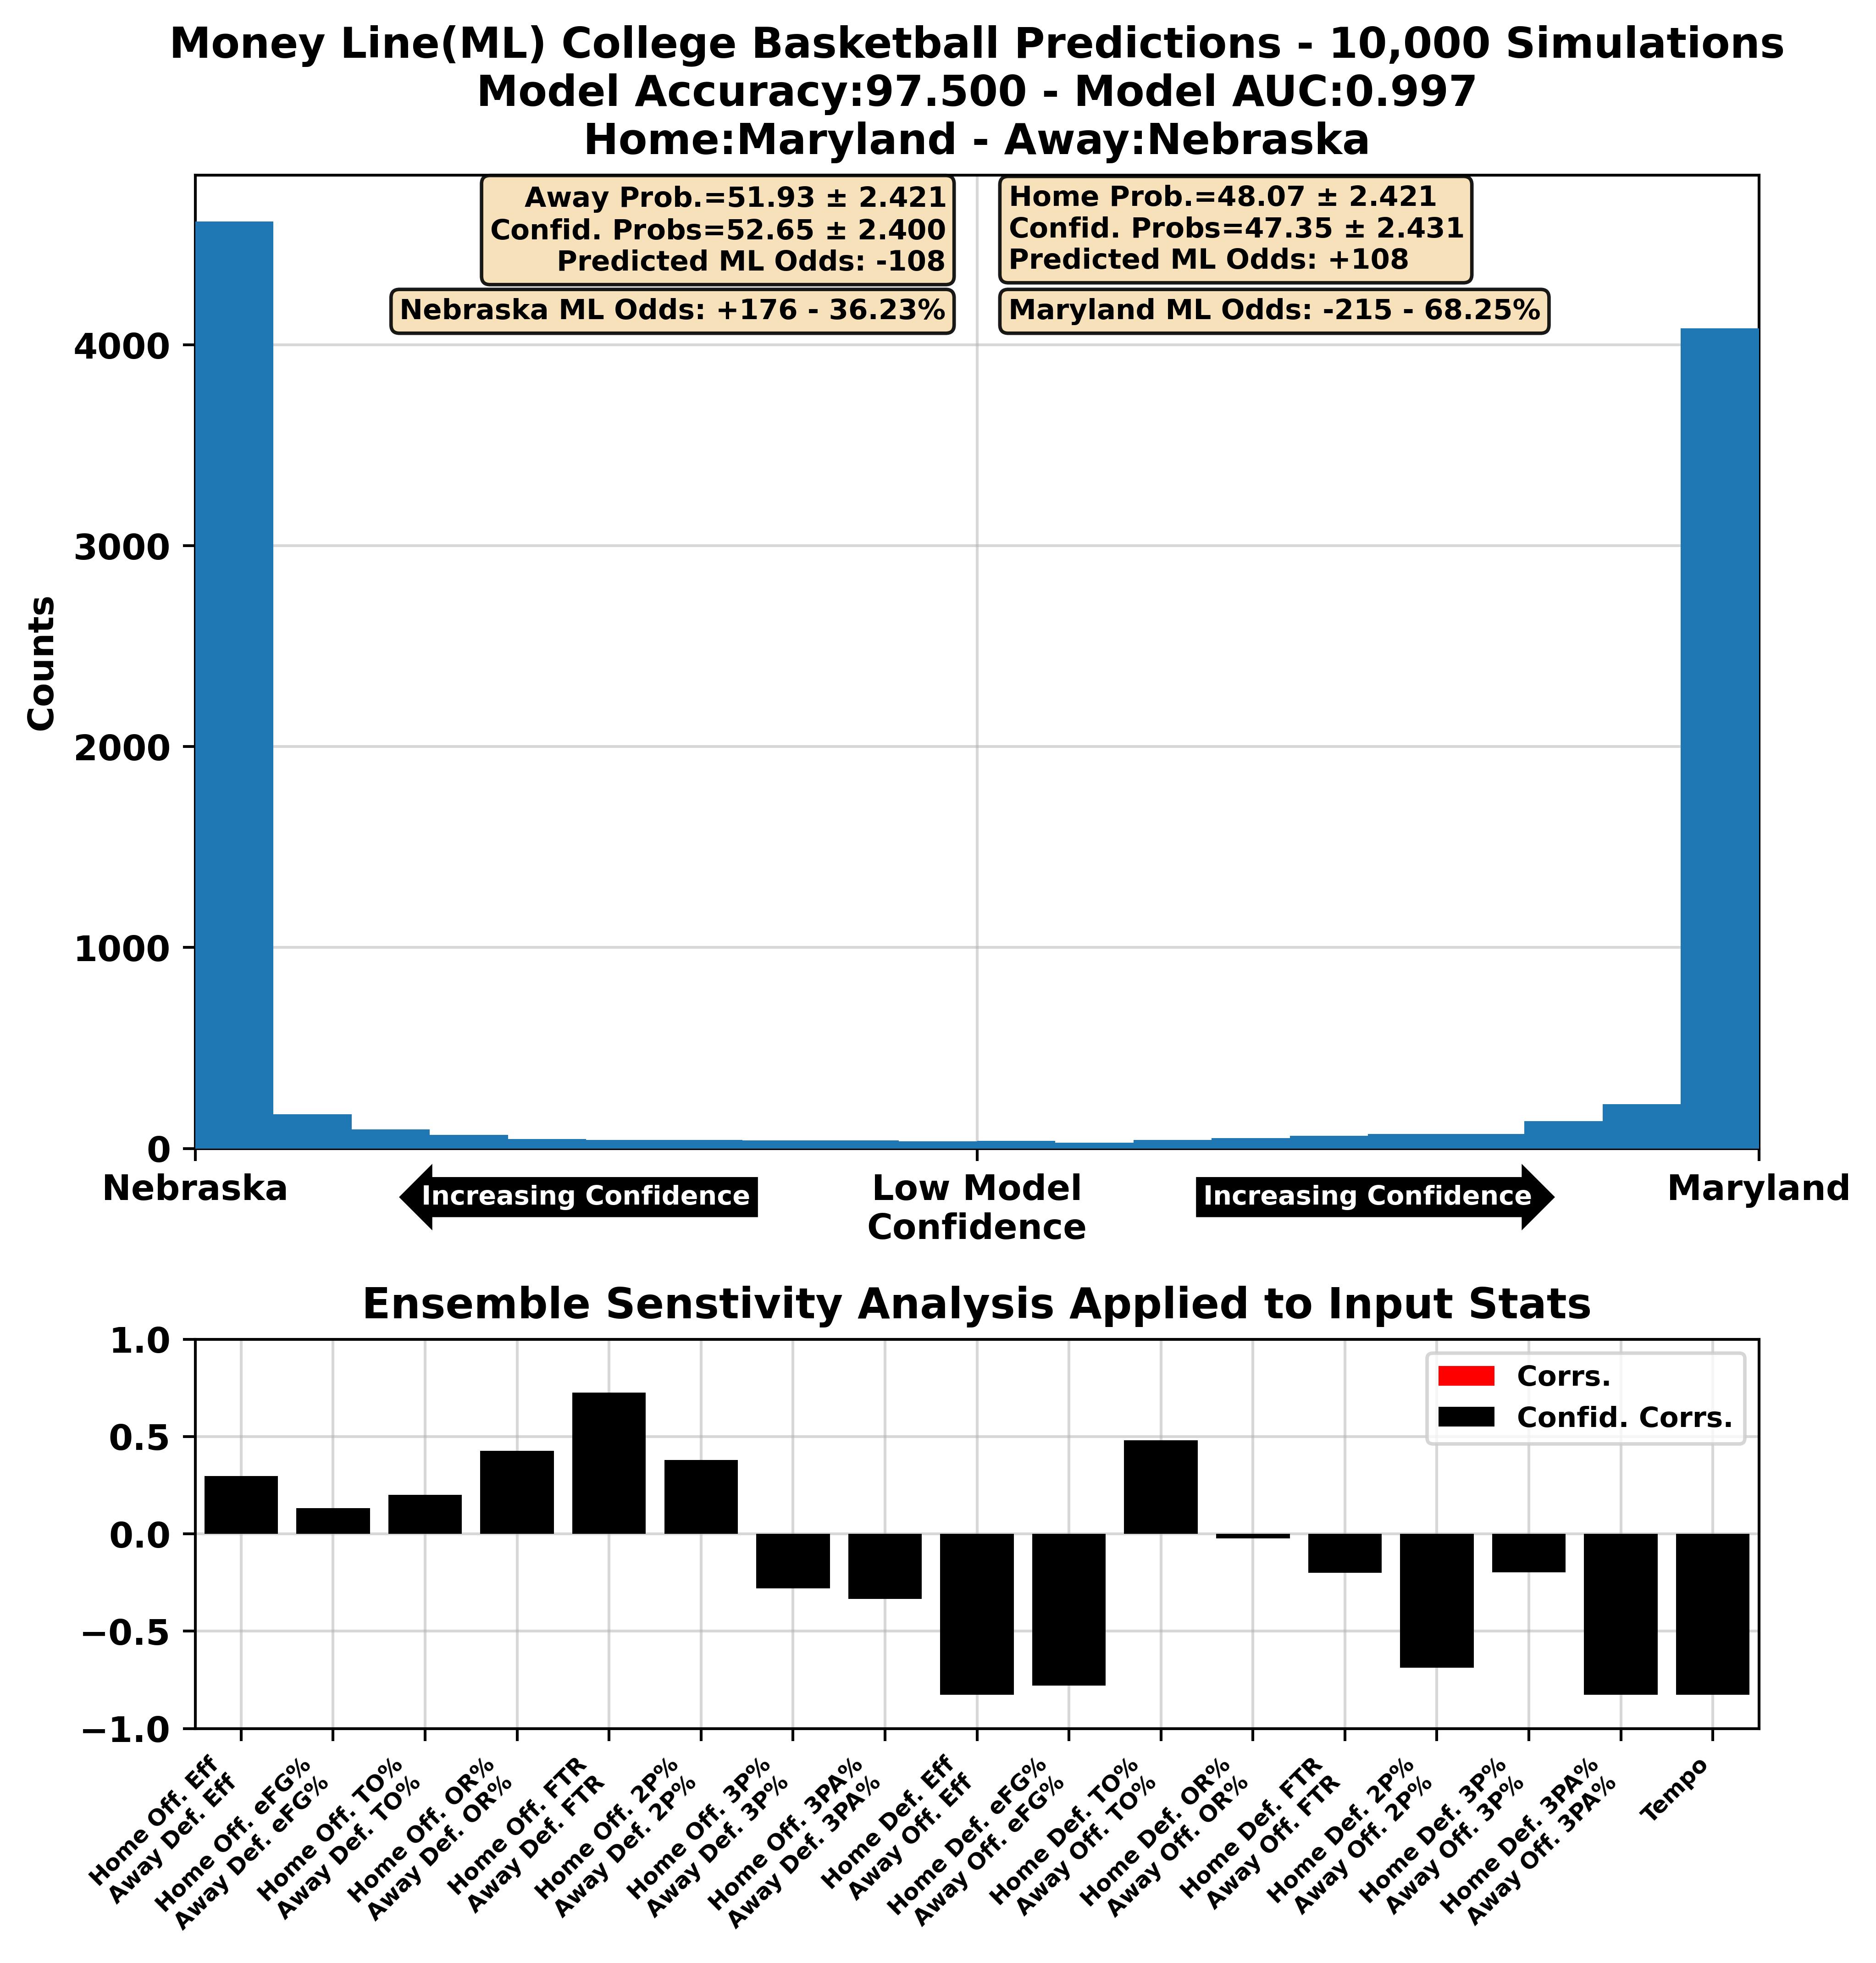 Money Line(ML) College Basketball Predictions - 10,000 Simulations
Model Accuracy:97.500 - Model AUC:0.997
Home:Maryland - Away:Nebraska
Away Prob.=51.93 ± 2.421
Confid. Probs=52.65 ± 2.400
Predicted ML Odds: -108
Nebraska ML Odds: +176 - 36.23%
Home Prob.=48.07 ± 2.421
Confid. Probs=47.35 ± 2.431
Predicted ML Odds: +108
Maryland ML Odds: -215 - 68.25%
Counts
4000
3000
2000
1000
0
Nebraska
Increasing Confidence
Low Model
Confidence
Increasing Confidence
Maryland
Ensemble Senstivity Analysis Applied to Input Stats
1.0
0.5
0.0
−0.5
−1.0
Corrs.
Confid. Corrs.
Home Off. Eff
Away Def. Eff
Home Off. eFG%
Away Def. eFG%
Home Off. TO%
Away Def. TO%
Home Off. OR%
Away Def. OR%
Home Off. FTR
Away Def. FTR
Home Off. 2P%
Away Def. 2P%
Home Off. 3P%
Away Def. 3P%
Home Off. 3PA%
Away Def. 3PA%
Home Def. Eff
Away Off. Eff
Home Def. eFG%
Away Off. eFG%
Home Def. TO%
Away Off. TO%
Home Def. OR%
Away Off. OR%
Home Def. FTR
Away Off. FTR
Home Def. 2P%
Away Off. 2P%
Home Def. 3P%
Away Off. 3P%
Home Def. 3PA%
Away Off. 3PA%
Tempo